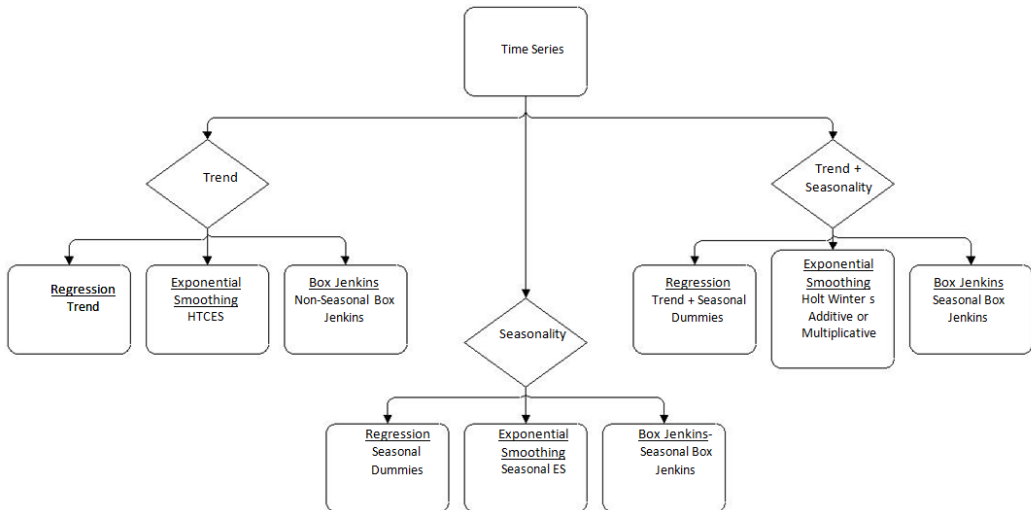 Time Series
Trend
Trend +
Seasonality
Regression
Trend
Exponential
Smoothing
HTCES
Box Jenkins
Non-Seasonal Box
Jenkins
Regression
Trend + Seasonal
Dummies
Exponential
Smoothing
Holt Winter s
Additive or
Multiplicative
Box Jenkins
Seasonal Box
Jenkins
Seasonality
Regression
Seasonal
Dummies
Exponential
Smoothing
Seasonal ES
Box Jenkins-
Seasonal Box
Jenkins